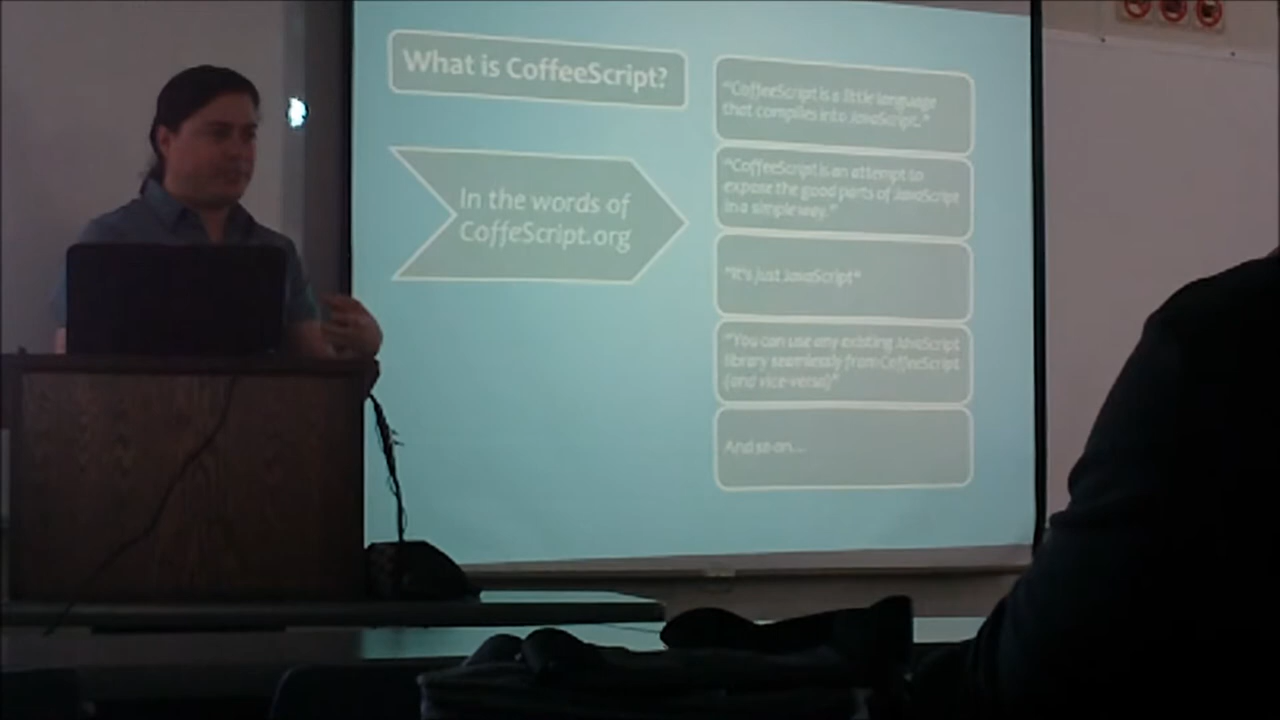 What is CoffeeScript?
In the words of
CoffeScript.org
"CoffeeScript is a little language
that compiles into JavaScript."
"CoffeeScript is an attempt to
expose the good parts of JavaScript
in a simple way."
"It's just JavaScript"
"You can use any existing JavaScript
library seamlessly from CoffeeScript
(and vice-versa)"
And so on...